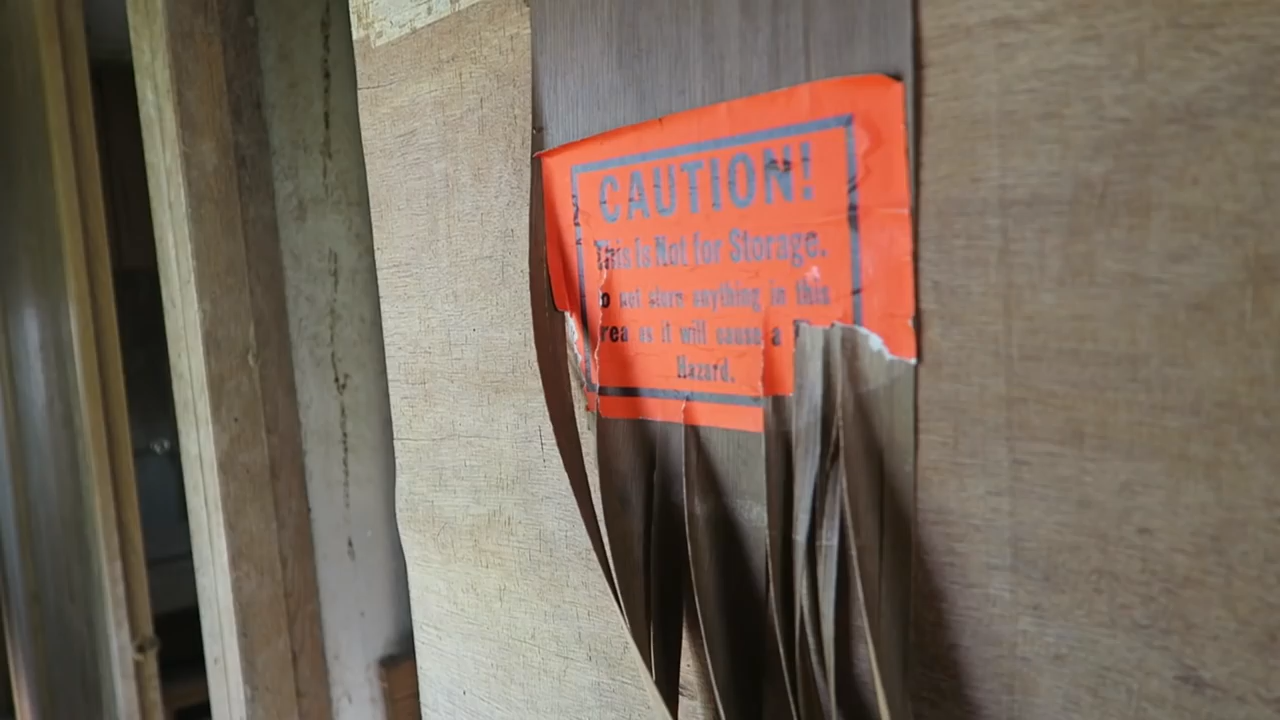 CAUTION!
This Is Not for Storage.
o not store anything in this
rea as it will cause a
Hazard.